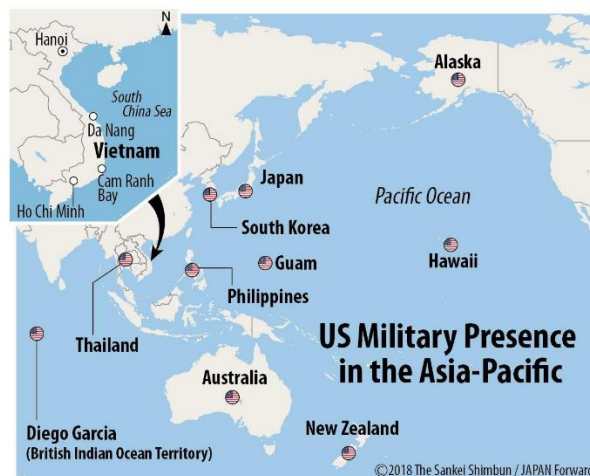 N
Hanoi
South
China Sea
Da Nang
Vietnam
Cam Ranh
Bay
Ho Chi Minh
Alaska
Japan
Pacific Ocean
South Korea
Guam
Hawaii
Philippines
Thailand
US Military Presence
in the Asia-Pacific
Australia
Diego Garcia
(British Indian Ocean Territory)
New Zealand
©2018 The Sankei Shimbun / JAPAN Forward